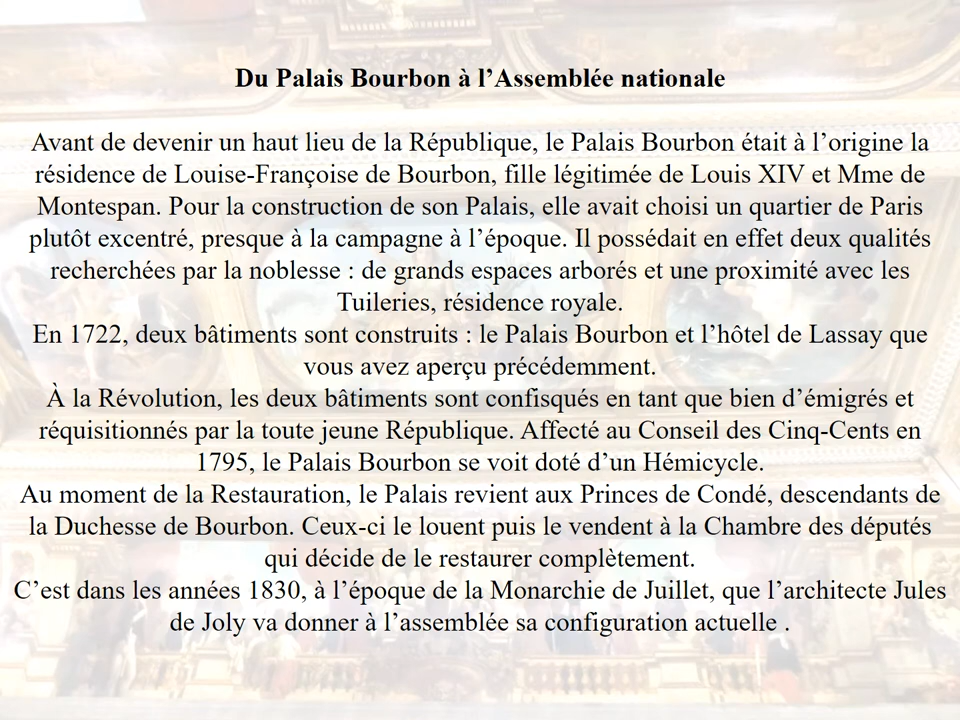 Du Palais Bourbon à l’Assemblée nationale
Avant de devenir un haut lieu de la République, le Palais Bourbon était à l’origine la
résidence de Louise-Françoise de Bourbon, fille légitimée de Louis XIV et Mme de
Montespan. Pour la construction de son Palais, elle avait choisi un quartier de Paris
plutôt excentré, presque à la campagne à l’époque. Il possédait en effet deux qualités
recherchées par la noblesse : de grands espaces arborés et une proximité avec les
Tuileries, résidence royale.
En 1722, deux bâtiments sont construits : le Palais Bourbon et l’hôtel de Lassay que
vous avez aperçu précédemment.
À la Révolution, les deux bâtiments sont confisqués en tant que bien d’émigrés et
réquisitionnés par la toute jeune République. Affecté au Conseil des Cinq-Cents en
1795, le Palais Bourbon se voit doté d’un Hémicycle.
Au moment de la Restauration, le Palais revient aux Princes de Condé, descendants de
la Duchesse de Bourbon. Ceux-ci le louent puis le vendent à la Chambre des députés
qui décide de le restaurer complètement.
C’est dans les années 1830, à l’époque de la Monarchie de Juillet, que l’architecte Jules
de Joly va donner à l’assemblée sa configuration actuelle .